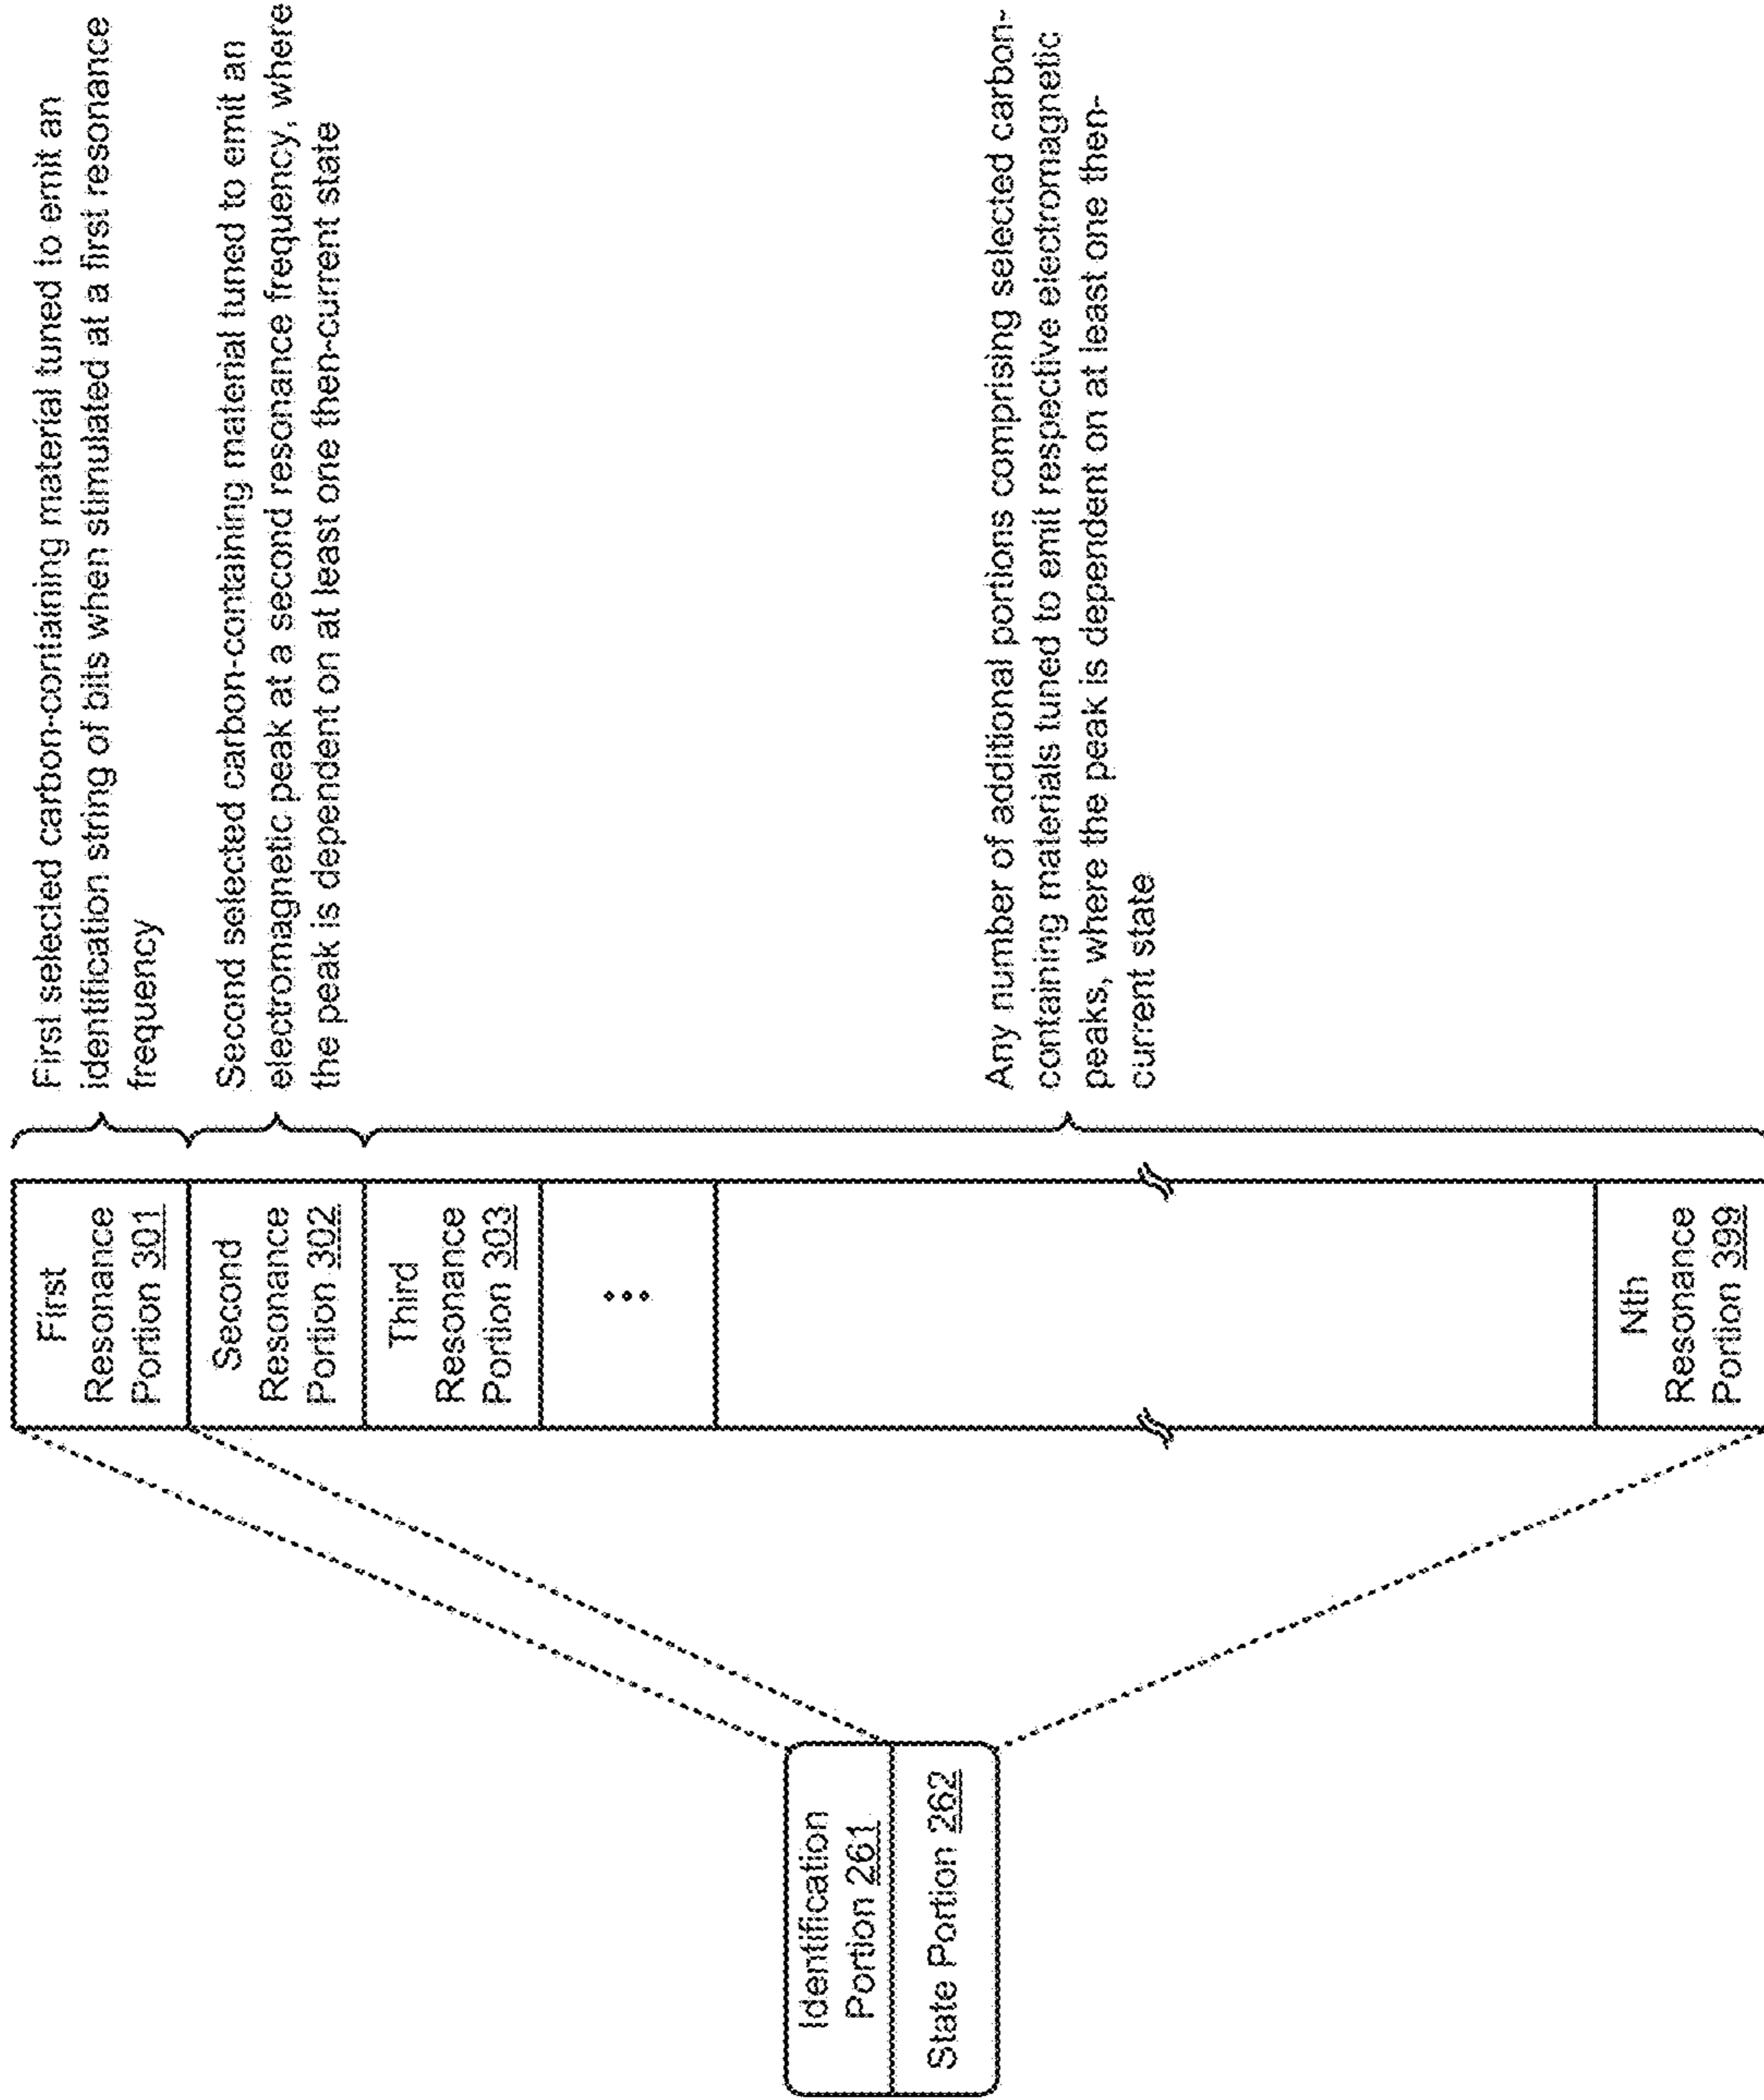 Identification
Portion 261
State Portion 262
First
Resonance
Portion 301
Second
Resonance
Portion 302
Third
Resonance
Portion 303
Nth
Resonance
Portion 399
First selected carbon-containing material tuned to emit an
identification string of bits when stimulated at a first resonance
frequency
Second selected carbon-containing material tuned to emit an
electromagnetic peak at a second resonance frequency, where
the peak is dependent on at least one then-current state
Any number of additional portions comprising selected carbon-
containing materials tuned to emit respective electromagnetic
peaks, where the peak is dependent on at least one then-
current state